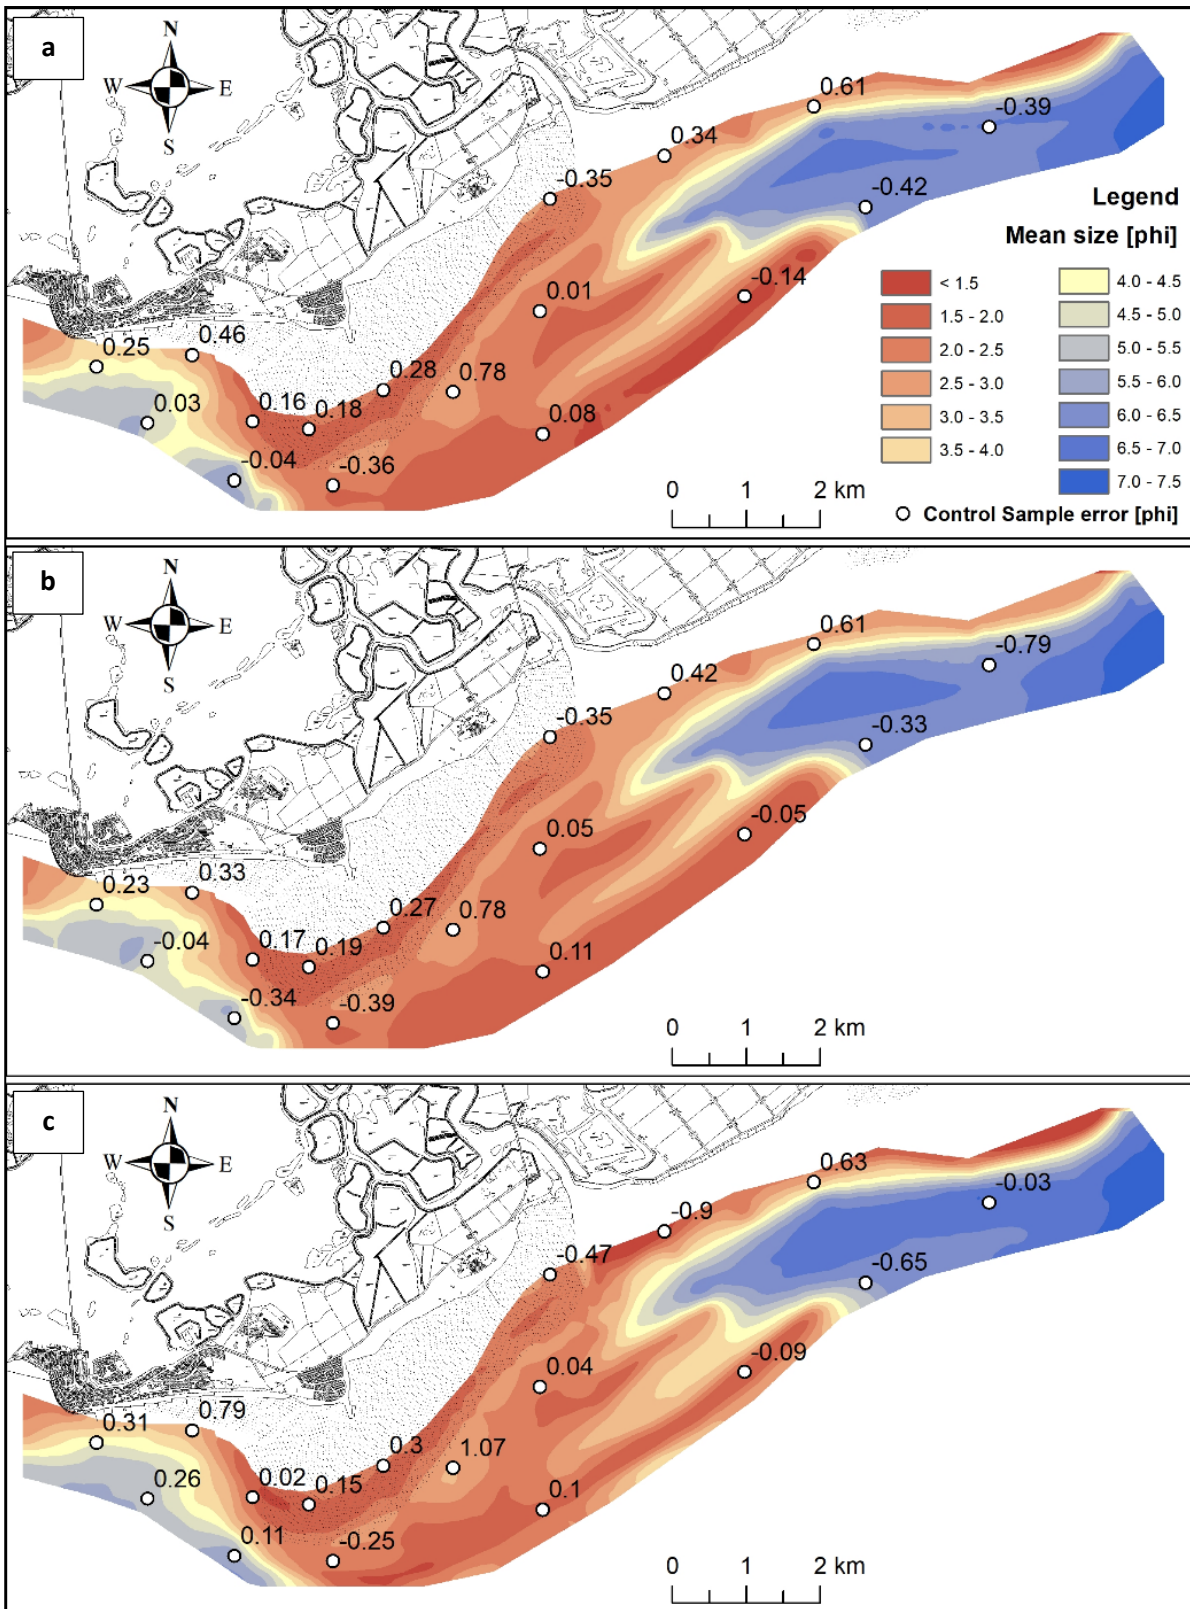 a
N
W E
S
0.61
-0.39
0.34
-0.35
-0.42
Legend
Mean size [phi]
< 1.5
1.5 - 2.0
2.0 - 2.5
2.5 - 3.0
3.0 - 3.5
3.5 - 4.0
4.0 - 4.5
4.5 - 5.0
5.0 - 5.5
5.5 - 6.0
6.0 - 6.5
6.5 - 7.0
7.0 - 7.5
Control Sample error [phi]
-0.14
0.01
0.46
0.25
0.28
0.78
0.16
0.18
0.03
0.08
-0.04
-0.36
0 1 2 km
b
N
W E
S
0.61
-0.79
0.42
-0.35
-0.33
-0.05
0.05
0.33
0.23
0.27
0.78
0.17
0.19
-0.04
0.11
-0.34
-0.39
0 1 2 km
c
N
W E
S
0.63
-0.03
-0.9
-0.47
-0.65
-0.09
0.04
0.79
0.31
0.3
1.07
0.02
0.15
0.26
0.1
0.11
-0.25
0 1 2 km